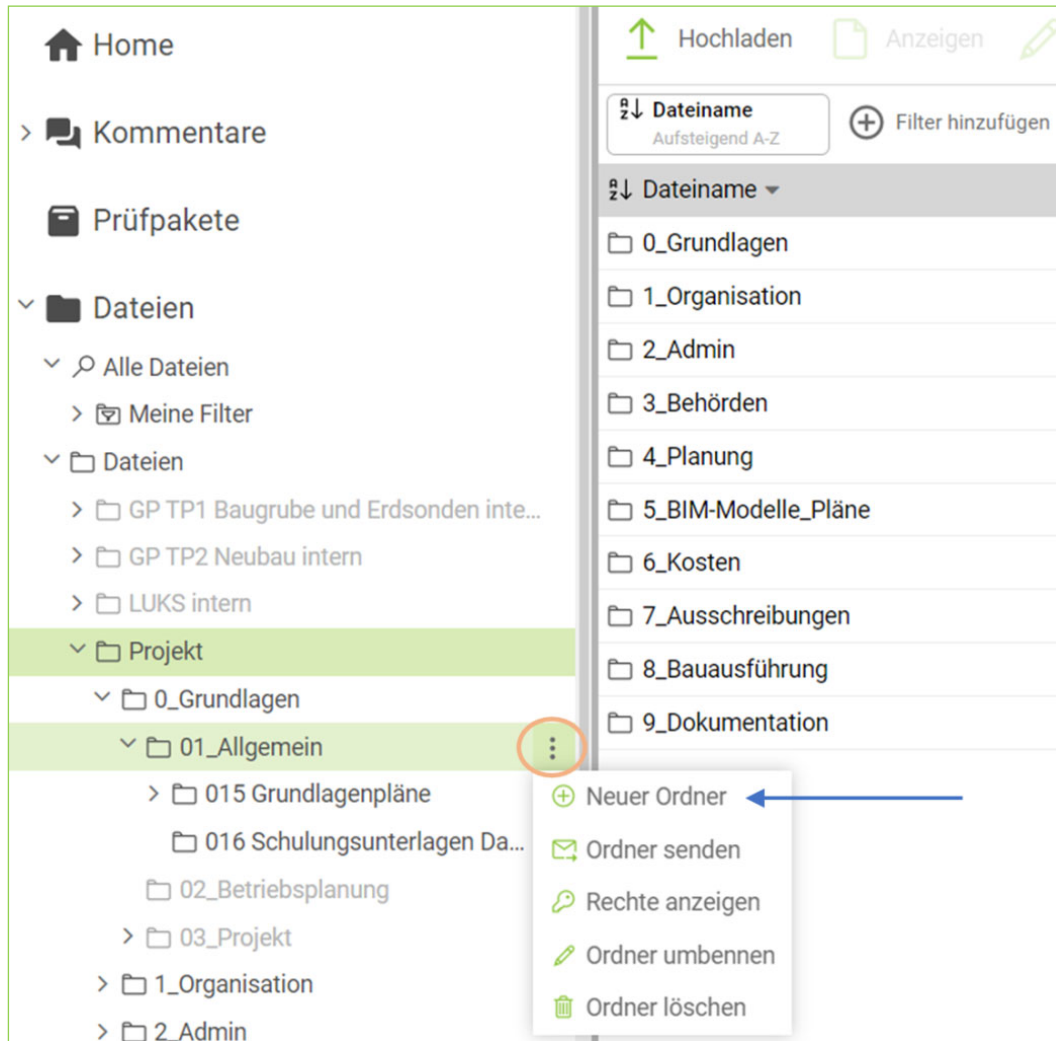 Home
Kommentare
Prüfpakete
Dateien
Alle Dateien
Meine Filter
Dateien
GP TP1 Baugrube und Erdsonden inte...
GP TP2 Neubau intern
LUKS intern
Projekt
0_Grundlagen
01_Allgemein
015 Grundlagenpläne
016 Schulungsunterlagen Da...
02_Betriebsplanung
03_Projekt
1_Organisation
2_Admin
Hochladen Anzeigen
Dateiname
Aufsteigend A-Z
Filter hinzufügen
Dateiname
0_Grundlagen
1_Organisation
2_Admin
3_Behörden
4_Planung
5_BIM-Modelle_Pläne
6_Kosten
7_Ausschreibungen
8_Bauausführung
9_Dokumentation
Neuer Ordner
Ordner senden
Rechte anzeigen
Ordner umbennen
Ordner löschen